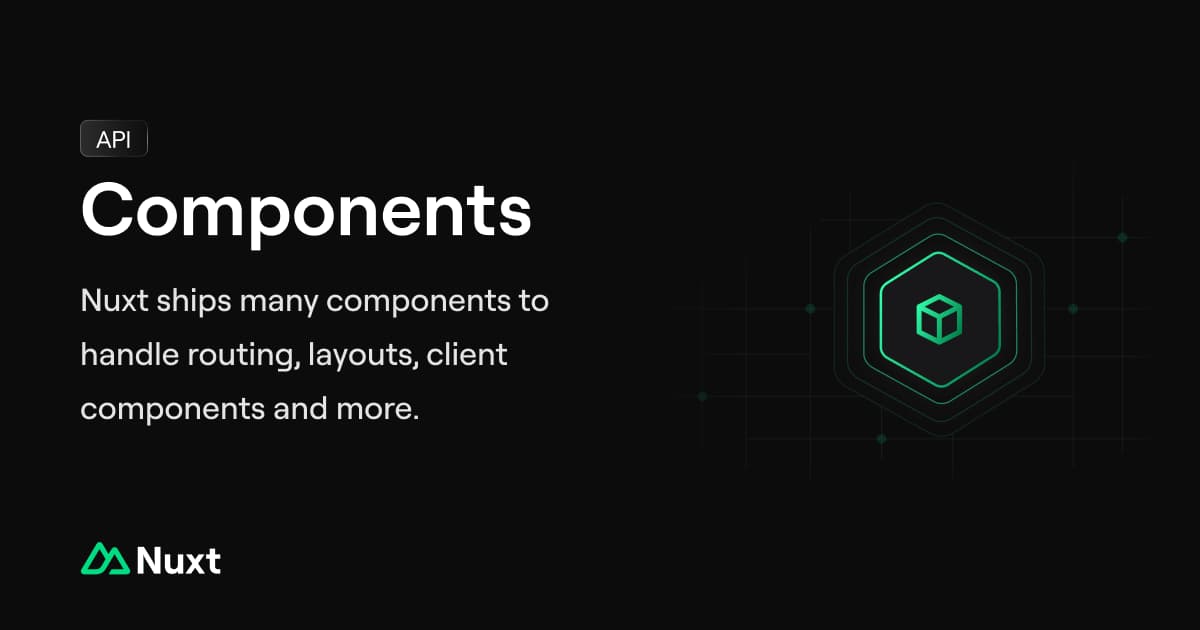 API
Components
Nuxt ships many components to
handle routing, layouts, client
components and more.
Nuxt